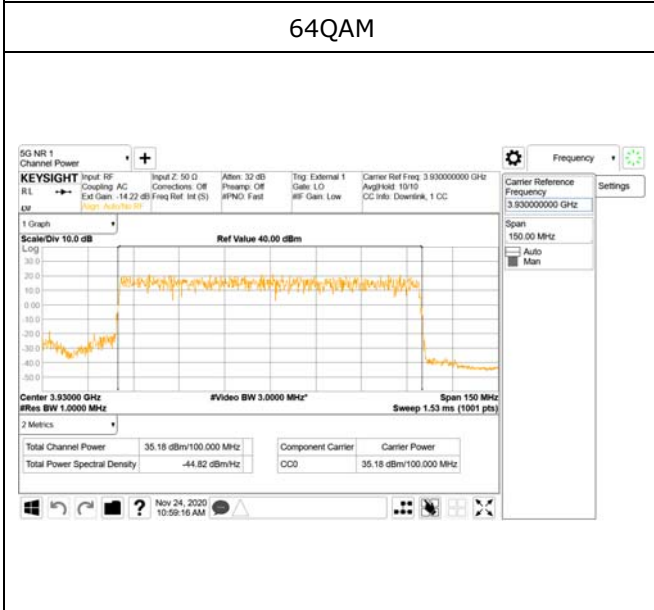 64QAM
5G NR 1
Channel Power
Frequency
KEYSIGHT
Input: RF
Input Z: 50 Ω
Atten: 32 dB
Trig: External 1
Carrier Ref Freq: 3.930000000 GHz
RL
Coupling: AC
Corrections: Off
Preamp: Off
Gate: LO
Avg|Hold: 10/10
Ext Gain: -14.22 dB
Freq Ref: Int (S)
#PNO: Fast
#IF Gain: Low
CC Info: Downlink, 1 CC
Align: Auto/No RF
Carrier Reference
Frequency
3.930000000 GHz
Settings
Span
150.00 MHz
Auto
Man
1 Graph
Scale/Div 10.0 dB
Ref Value 40.00 dBm
Log
30.0
20.0
10.0
0.00
-10.0
-20.0
-30.0
-40.0
-50.0
Center 3.93000 GHz
#Video BW 3.0000 MHz*
Span 150 MHz
#Res BW 1.0000 MHz
Sweep 1.53 ms (1001 pts)
2 Metrics
Total Channel Power
35.18 dBm/100.000 MHz
Component Carrier
Carrier Power
Total Power Spectral Density
-44.82 dBm/Hz
CC0
35.18 dBm/100.000 MHz
?
Nov 24, 2020
10:59:16 AM